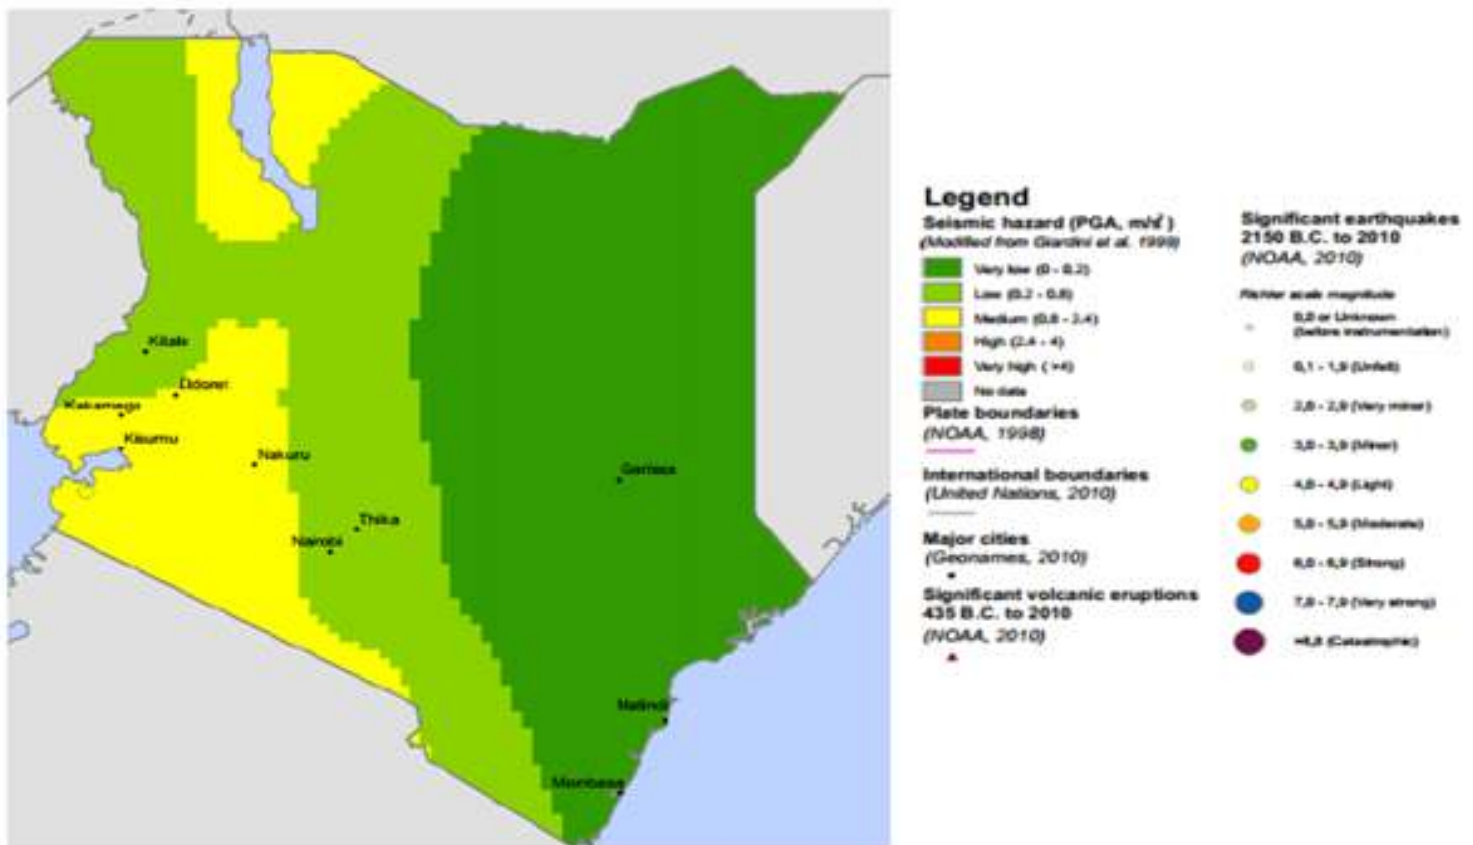 Kitale
Eldoret
Kakamega
Kisumu
Nakuru
Garissa
Thika
Nairobi
Malindi
Mombasa
Legend
Seismic hazard (PGA, m/s²)
(Modified from Giardini et al. 1999)
Very low (0 - 0.2)
Low (0.2 - 0.8)
Medium (0.8 - 2.4)
High (2.4 - 4)
Very high ( >4)
No data
Plate boundaries
(NOAA, 1998)
International boundaries
(United Nations, 2010)
Major cities
(Geonames, 2010)
Significant volcanic eruptions
435 B.C. to 2010
(NOAA, 2010)
Significant earthquakes
2150 B.C. to 2010
(NOAA, 2010)
Richter scale magnitude
0,0 or Unknown
(before instrumentation)
0,1 - 1,9 (Unfelt)
2,0 - 2,9 (Very minor)
3,0 - 3,9 (Minor)
4,0 - 4,9 (Light)
5,0 - 5,9 (Moderate)
6,0 - 6,9 (Strong)
7,0 - 7,9 (Very strong)
(Catastrophic)